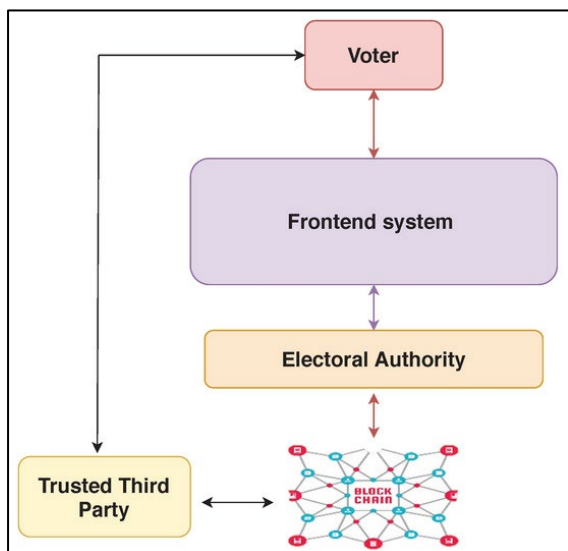 Voter
Frontend system
Electoral Authority
Trusted Third
Party
BLOCK
CHAIN